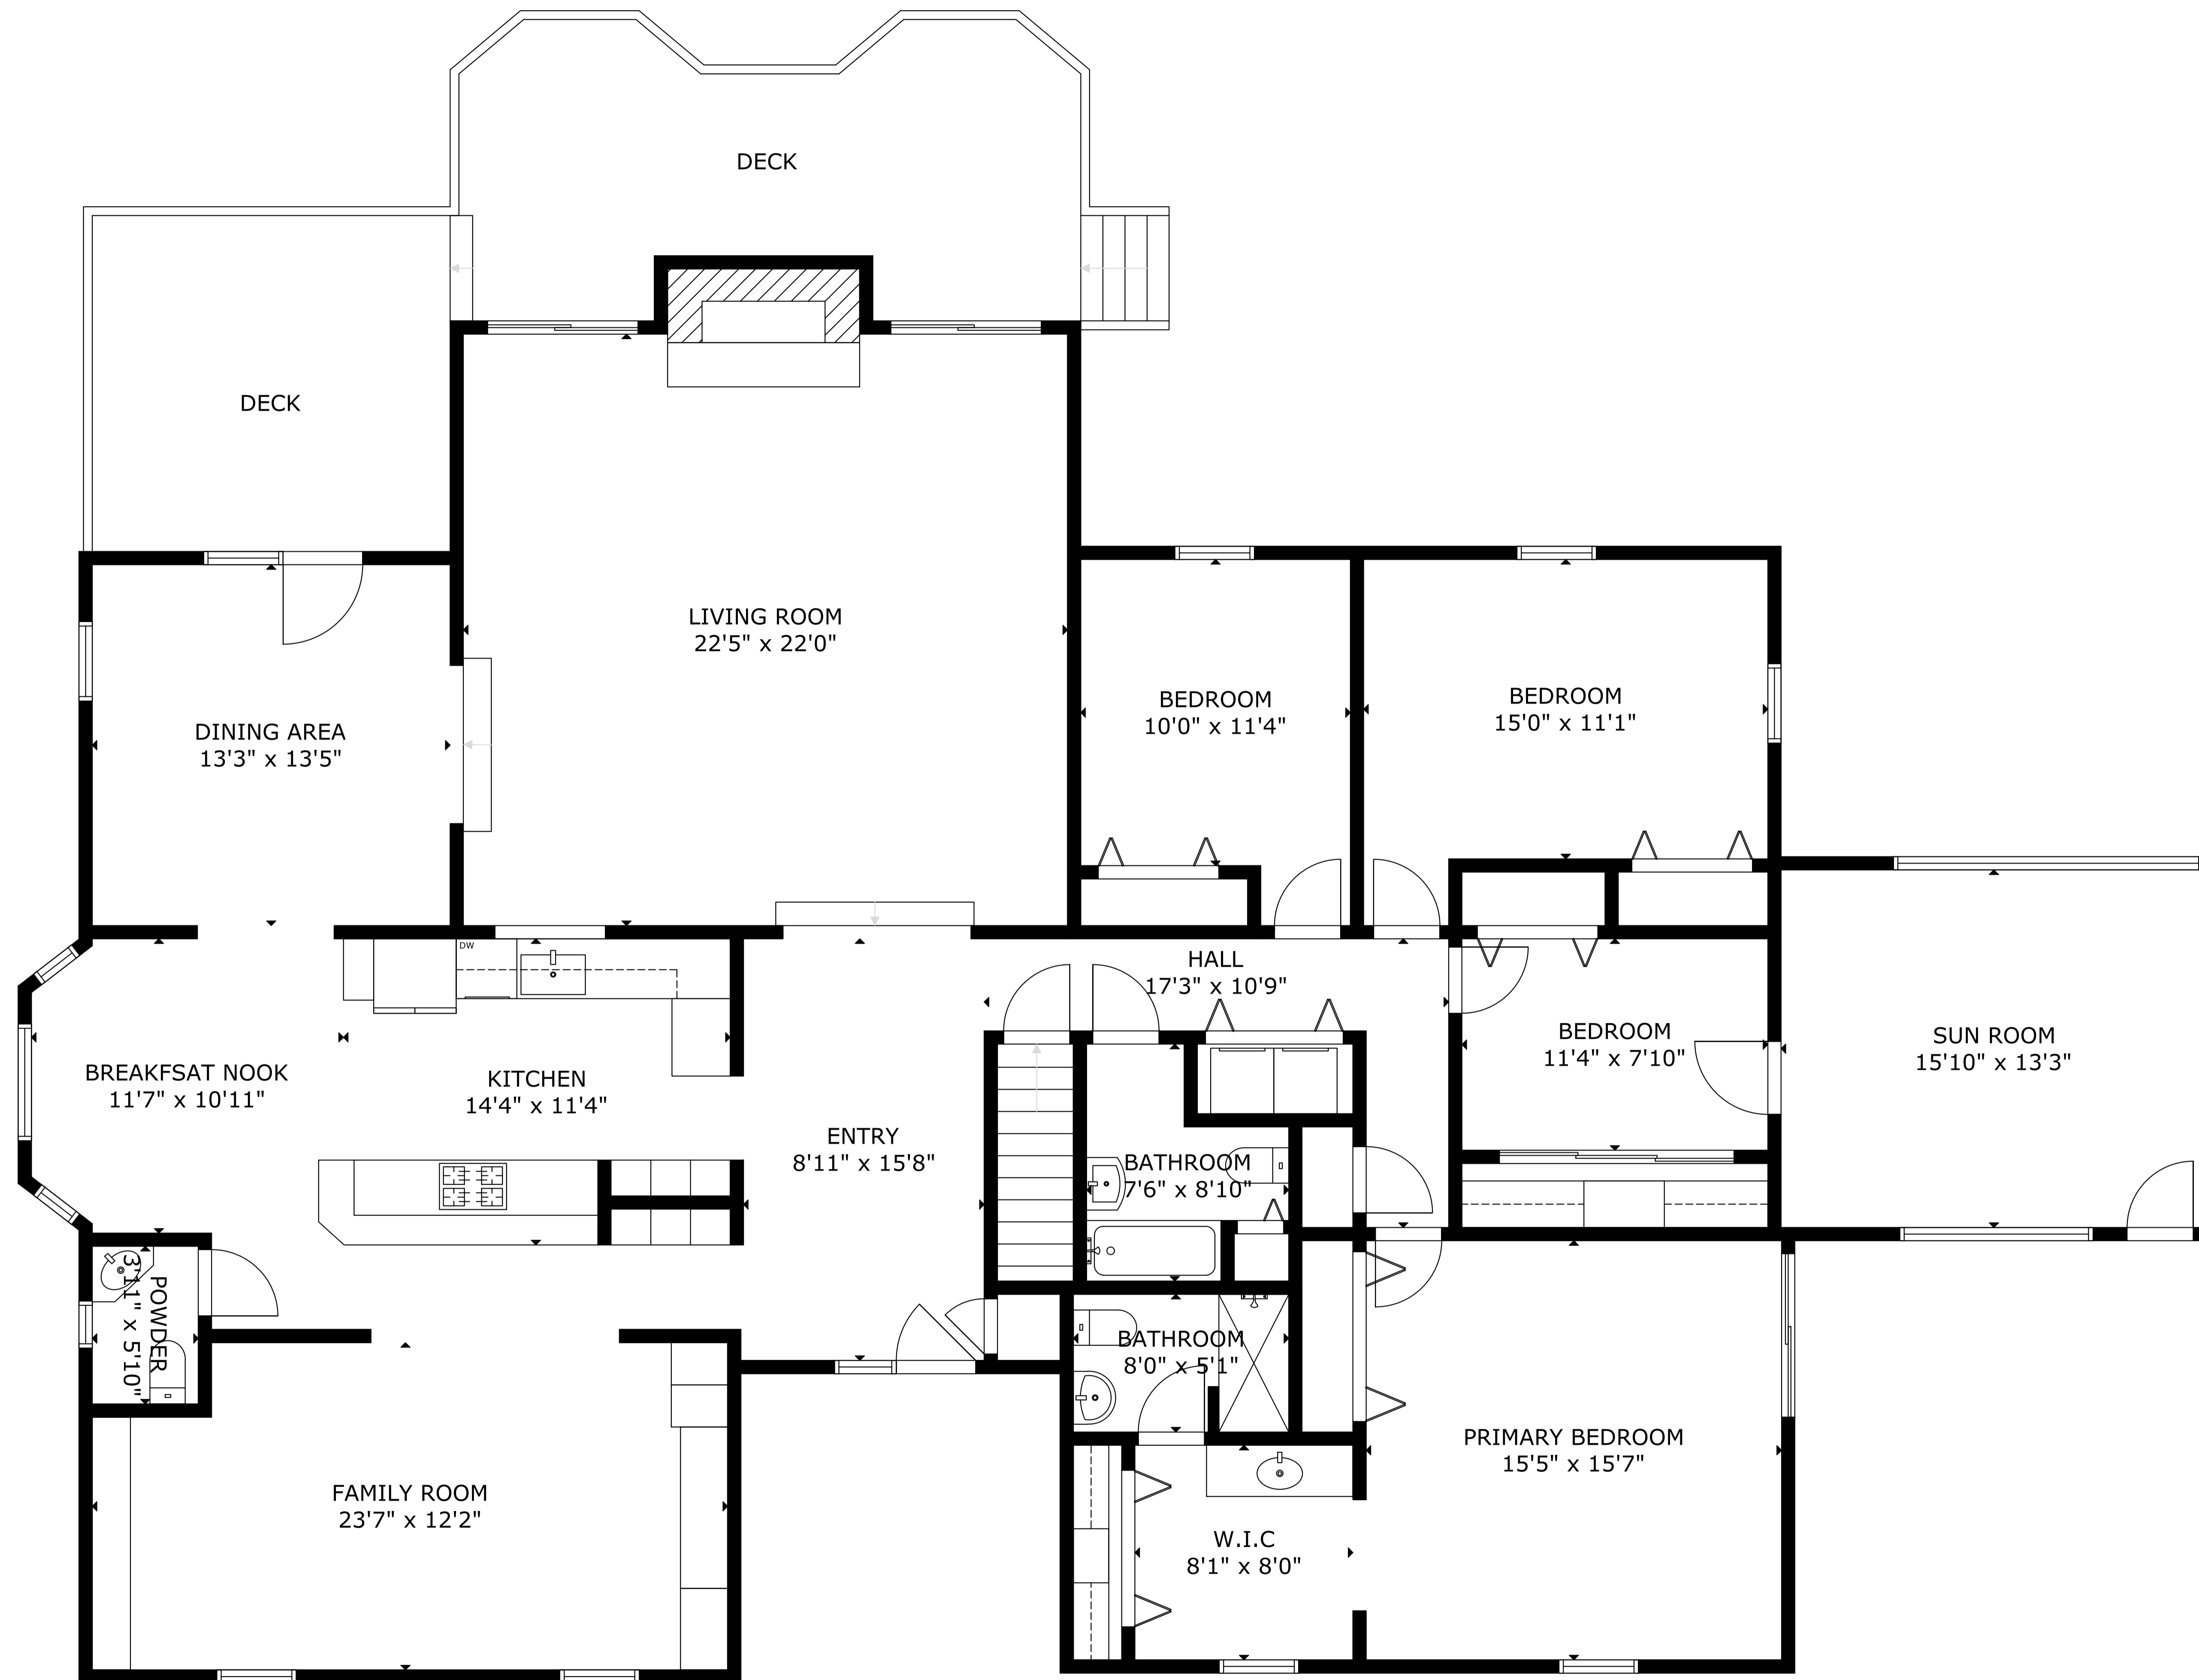 DECK
DECK
LIVING ROOM
22'5" x 22'0"
DINING AREA
13'3" x 13'5"
BEDROOM
10'0" x 11'4"
BEDROOM
15'0" x 11'1"
DW
HALL
17'3" x 10'9"
BREAKFSAT NOOK
11'7" x 10'11"
KITCHEN
14'4" x 11'4"
ENTRY
8'11" x 15'8"
BATHROOM
7'6" x 8'10"
BEDROOM
11'4" x 7'10"
SUN ROOM
15'10" x 13'3"
POWDER
3'11" x 5'10"
BATHROOM
8'0" x 5'1"
FAMILY ROOM
23'7" x 12'2"
W.I.C
8'1" x 8'0"
PRIMARY BEDROOM
15'5" x 15'7"